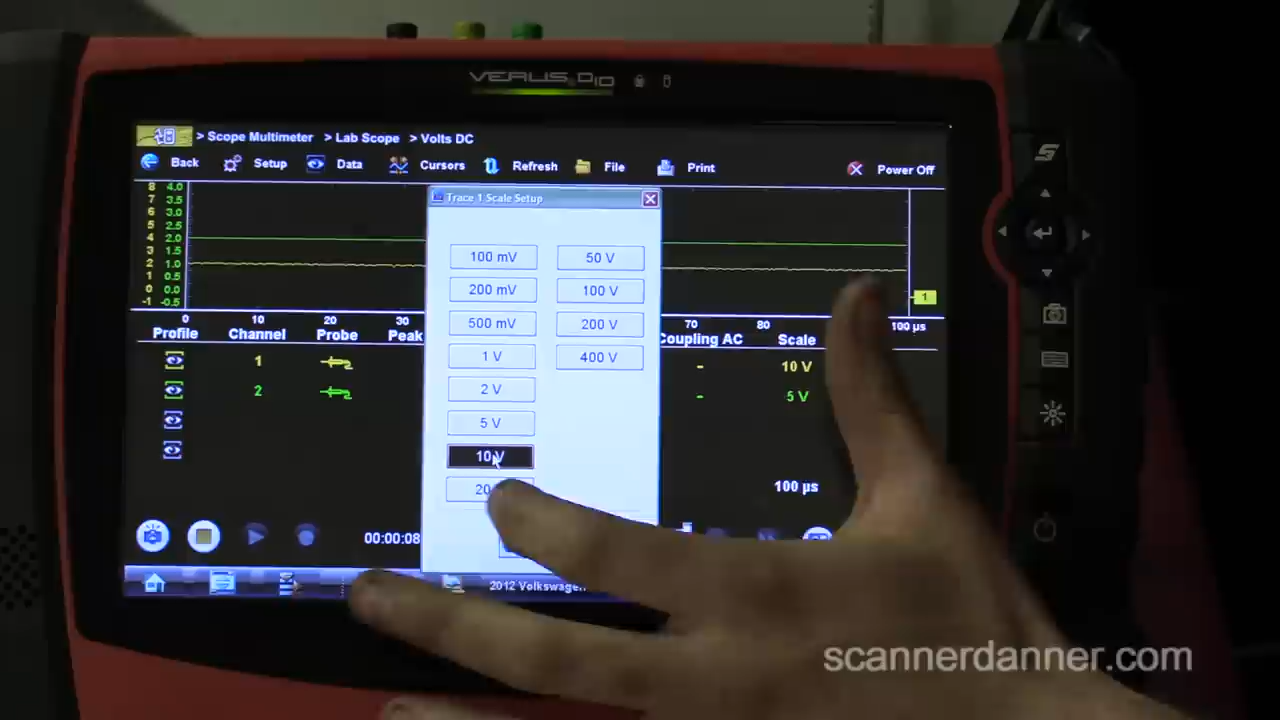 VERUS PRO
> Scope Multimeter > Lab Scope > Volts DC
Back Setup Data Cursors Refresh File Print Power Off
Trace 1 Scale Setup
8 4.0
7 3.5
6 3.0
5 2.5
4 2.0
3 1.5
2 1.0
1 0.5
0 0.0
-1 -0.5
1
0 10 20 30 70 80 100 µs
Profile Channel Probe Peak Coupling AC Scale
1 - 10 V
2 - 5 V
100 µs
100 mV 50 V
200 mV 100 V
500 mV 200 V
1 V 400 V
2 V
5 V
10 V
20
00:00:08
2012 Volkswagen
S
scannerdanner.com